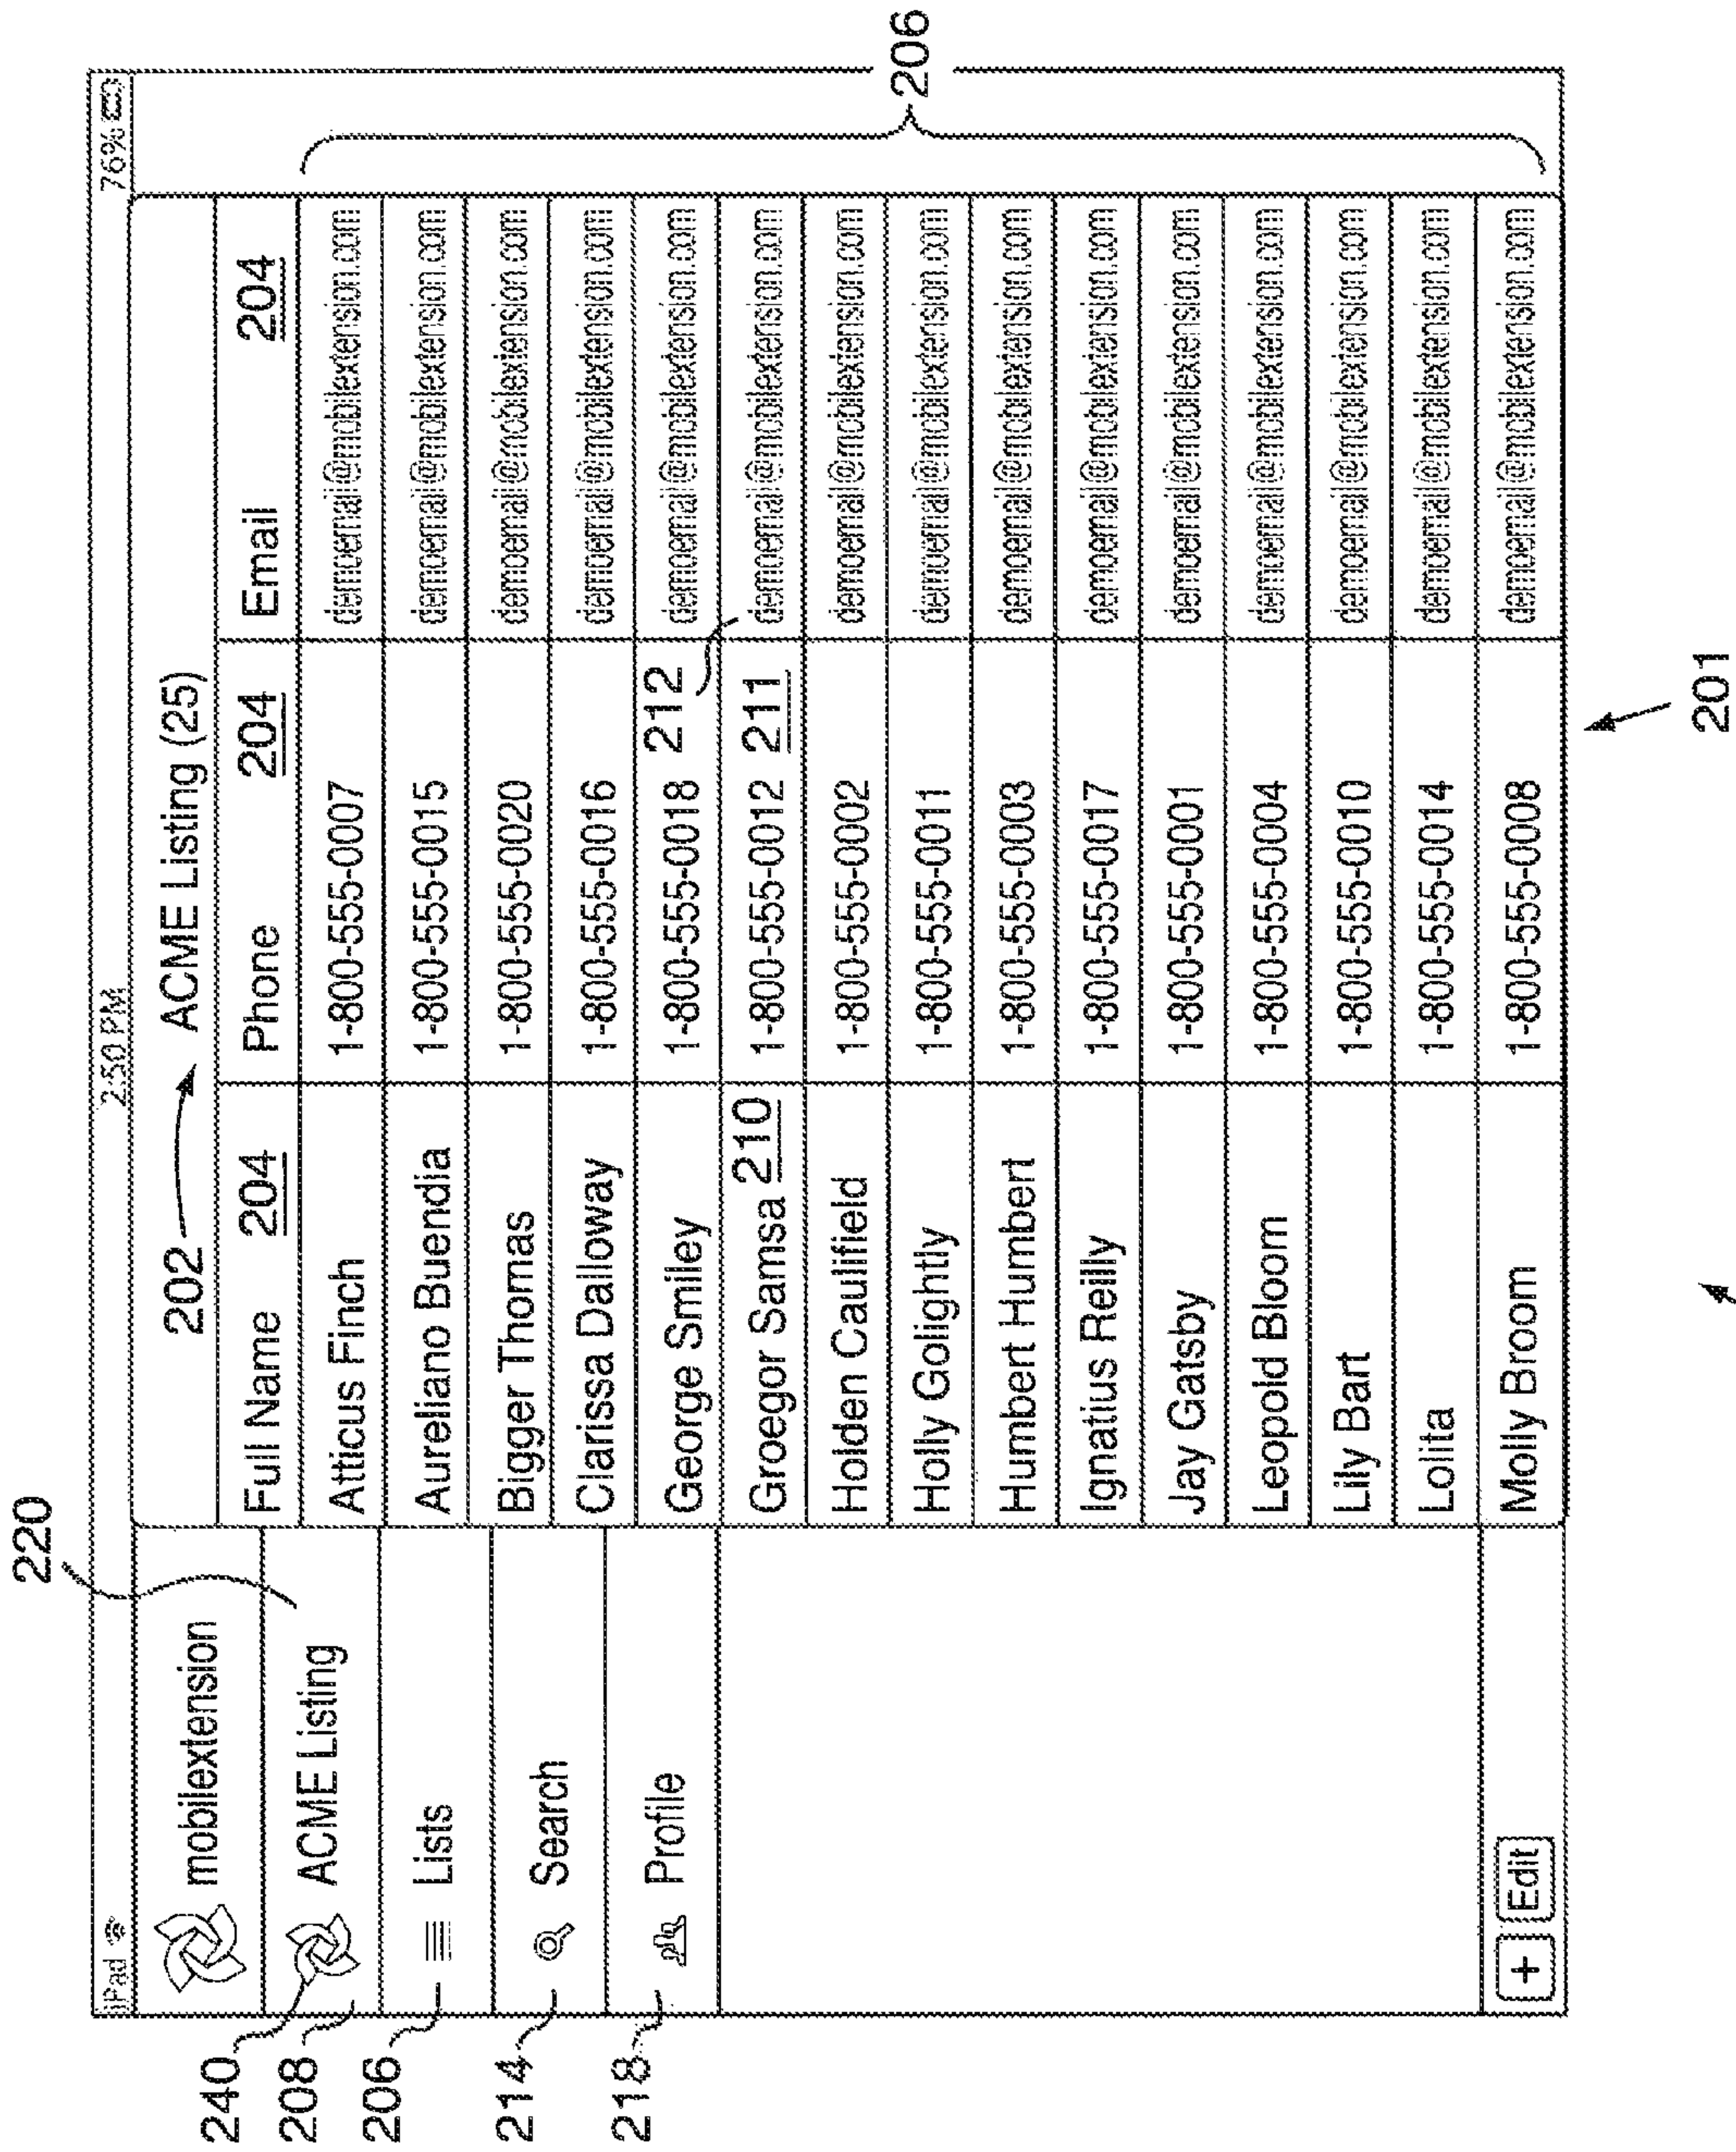 220
iPad 2:50 PM 76%
mobilextension
202 ACME Listing (25)
240
208 ACME Listing
206 Lists
214 Search
218 Profile
+ Edit
Full Name 204 Phone 204 Email 204
Atticus Finch 1-800-555-0007 demoemail@mobilextension.com
Aureliano Buendia 1-800-555-0015 demoemail@mobilextension.com
Bigger Thomas 1-800-555-0020 demoemail@mobilextension.com
Clarissa Dalloway 1-800-555-0016 demoemail@mobilextension.com
George Smiley 1-800-555-0018 212 demoemail@mobilextension.com
Groegor Samsa 210 1-800-555-0012 211 demoemail@mobilextension.com
Holden Caulifield 1-800-555-0002 demoemail@mobilextension.com
Holly Golightly 1-800-555-0011 demoemail@mobilextension.com
Humbert Humbert 1-800-555-0003 demoemail@mobilextension.com
Ignatius Reilly 1-800-555-0017 demoemail@mobilextension.com
Jay Gatsby 1-800-555-0001 demoemail@mobilextension.com
Leopold Bloom 1-800-555-0004 demoemail@mobilextension.com
Lily Bart 1-800-555-0010 demoemail@mobilextension.com
Lolita 1-800-555-0014 demoemail@mobilextension.com
Molly Broom 1-800-555-0008 demoemail@mobilextension.com
206
201